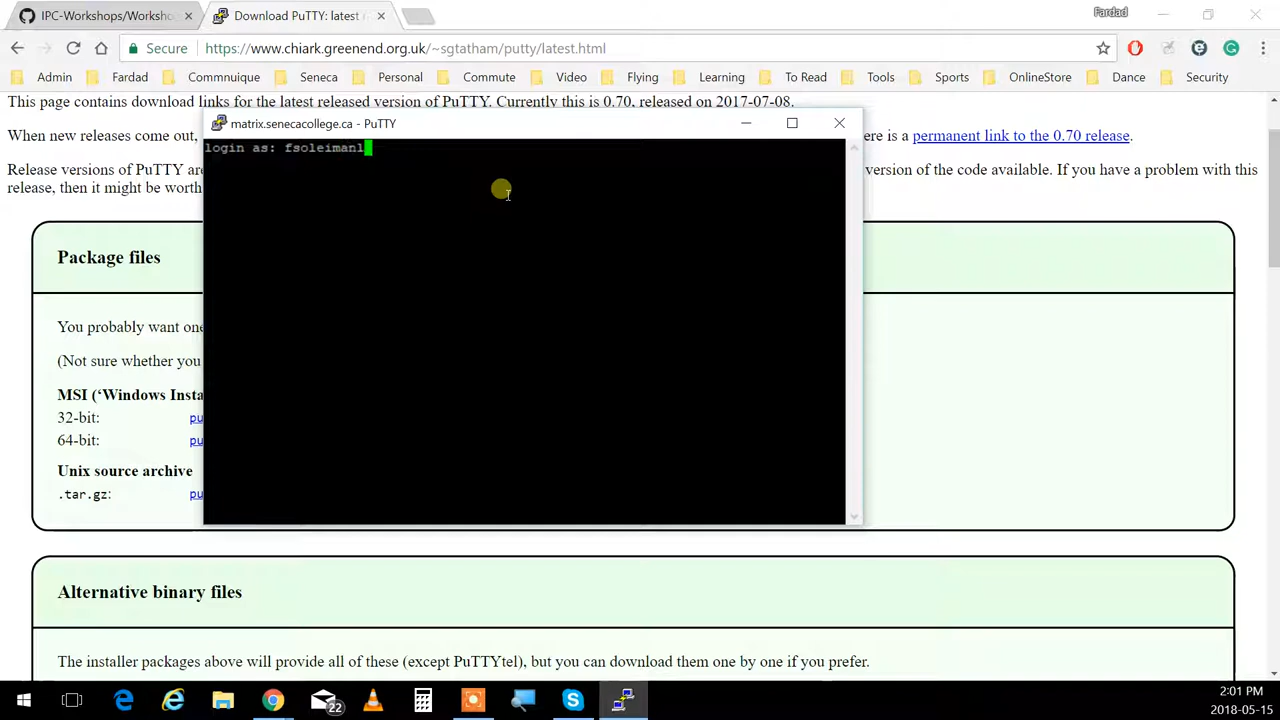 IPC-Workshops/Worksho
Download PuTTY: latest r
Fardad
Secure
https://www.chiark.greenend.org.uk/~sgtatham/putty/latest.html
Admin Fardad Commnuique Seneca Personal Commute Video Flying Learning To Read Tools Sports OnlineStore Dance Security
This page contains download links for the latest released version of PuTTY. Currently this is 0.70, released on 2017-07-08.
When new releases come out,
ere is a permanent link to the 0.70 release.
Release versions of PuTTY are
version of the code available. If you have a problem with this
release, then it might be worth
matrix.senecacollege.ca - PuTTY
login as: fsoleimanl
Package files
You probably want one
(Not sure whether you
MSI (‘Windows Insta
32-bit: pu
64-bit: pu
Unix source archive
.tar.gz: pu
Alternative binary files
The installer packages above will provide all of these (except PuTTYtel), but you can download them one by one if you prefer.
22
2:01 PM
2018-05-15